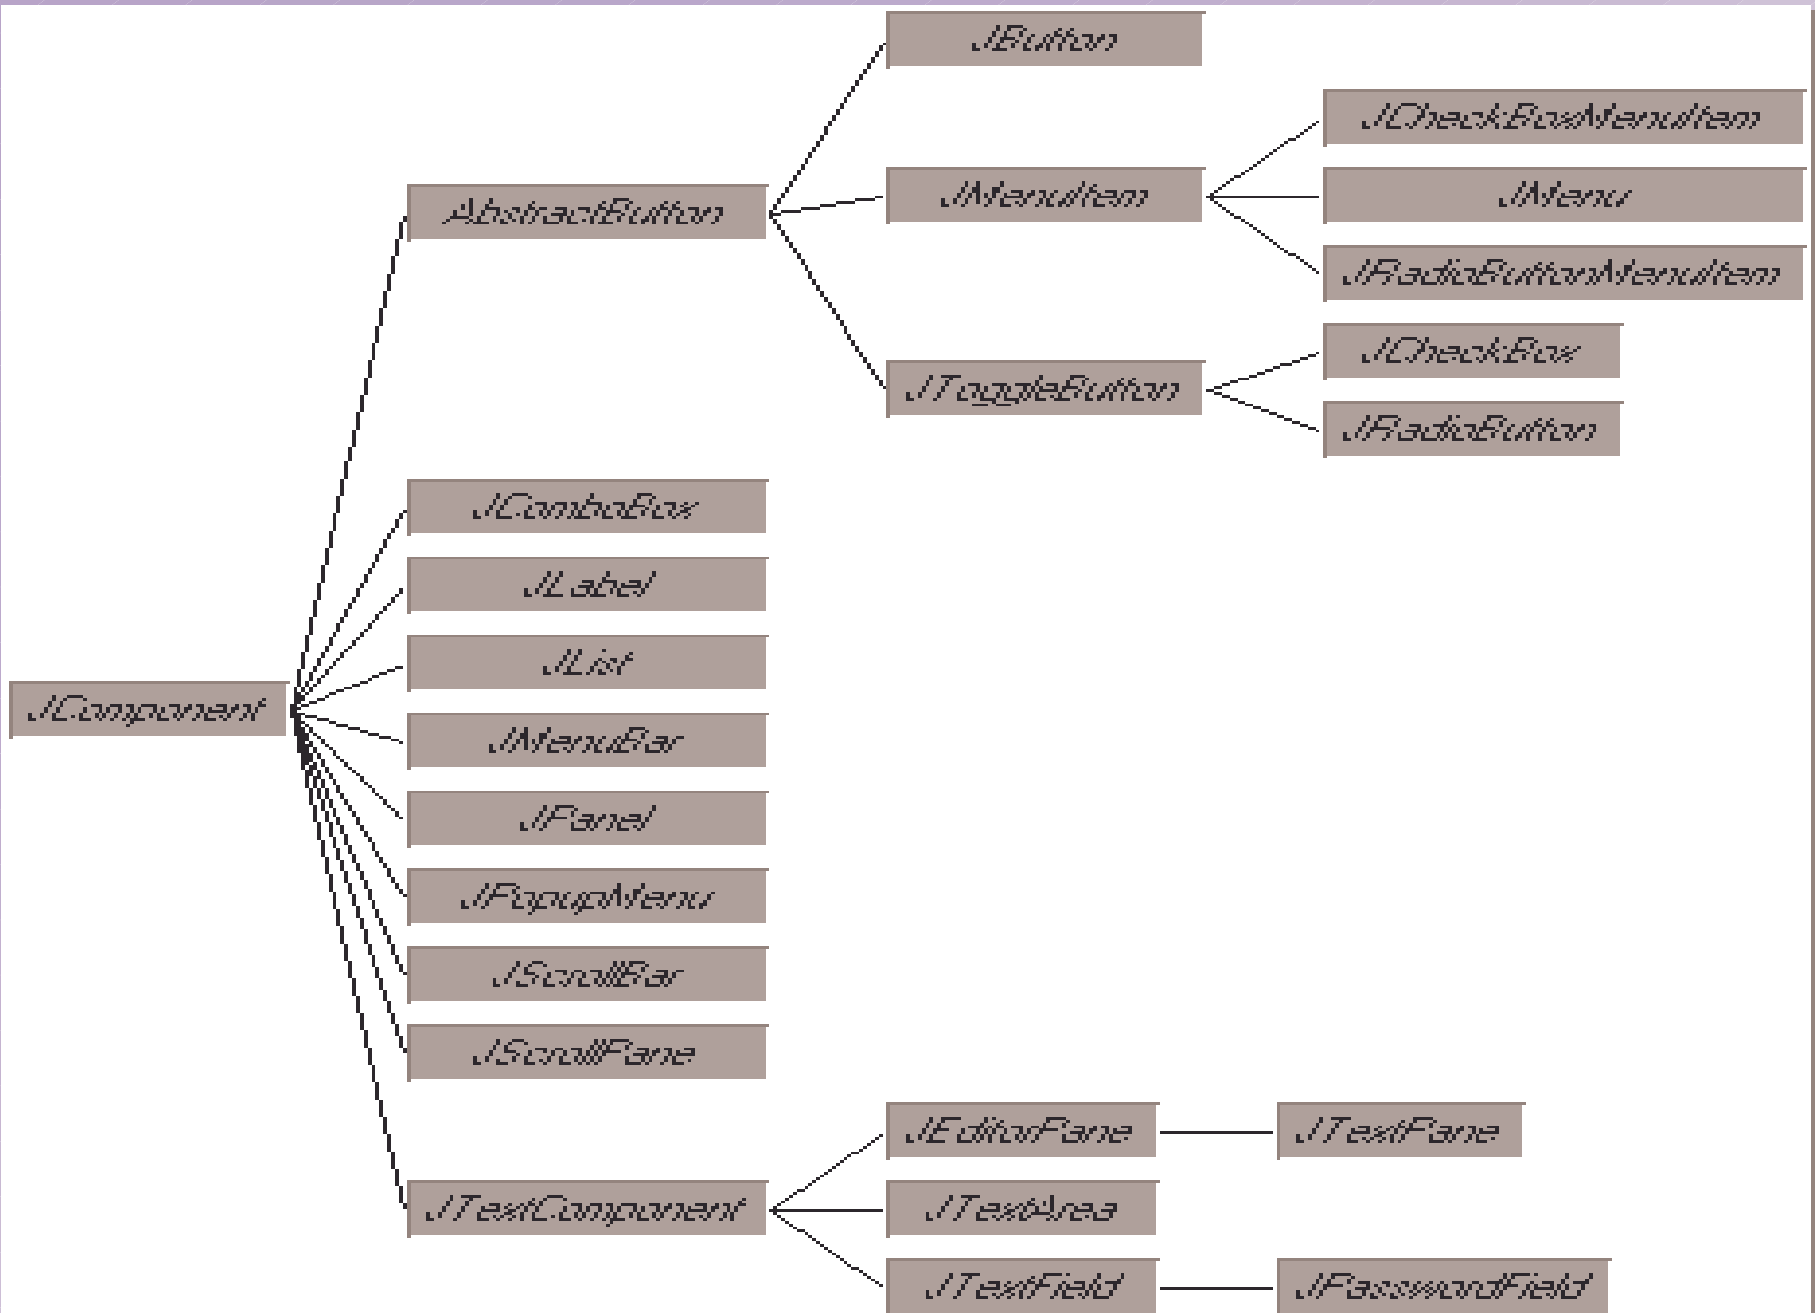 JButton
JCheckBoxMenuItem
AbstractButton
JMenuItem
JMenu
JRadioButtonMenuItem
JCheckBox
JToggleButton
JRadioButton
JComboBox
JLabel
JList
JComponent
JMenuBar
JPanel
JPopupMenu
JScrollBar
JScrollPane
JEditorPane
JTextPane
JTextComponent
JTextArea
JTextField
JPasswordField